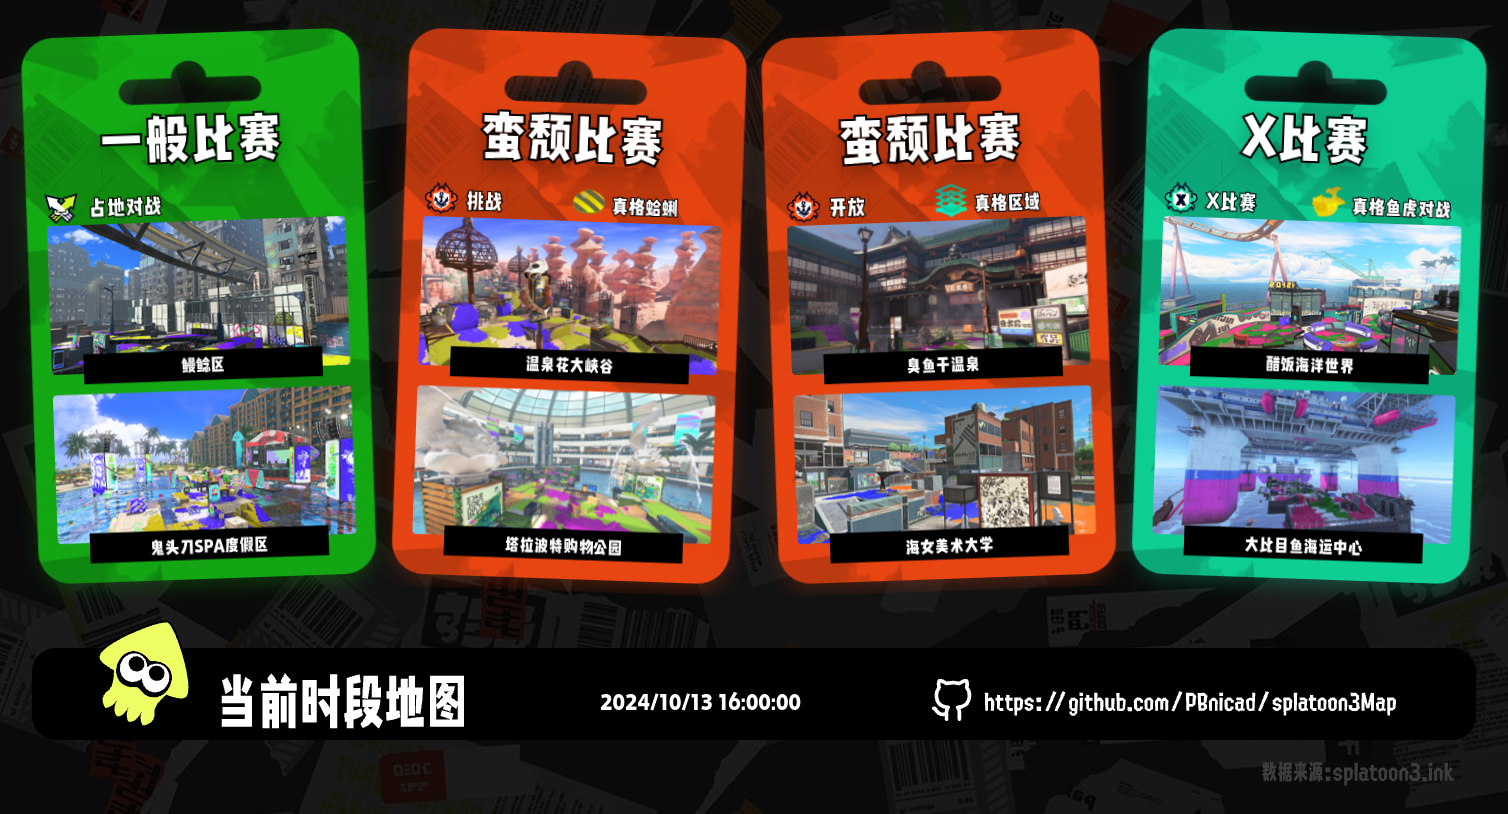 一般比赛
占地对战
鳗鲶区
鬼头刀SPA度假区
蛮颓比赛
挑战
真格蛤蜊
温泉花大峡谷
塔拉波特购物公园
蛮颓比赛
开放
真格区域
臭鱼干温泉
海女美术大学
X比赛
X比赛
真格鱼虎对战
醋饭海洋世界
大比目鱼海运中心
当前时段地图
2024/10/13 16:00:00
https://github.com/PBnicad/splatoon3Map
数据来源:splatoon3.ink